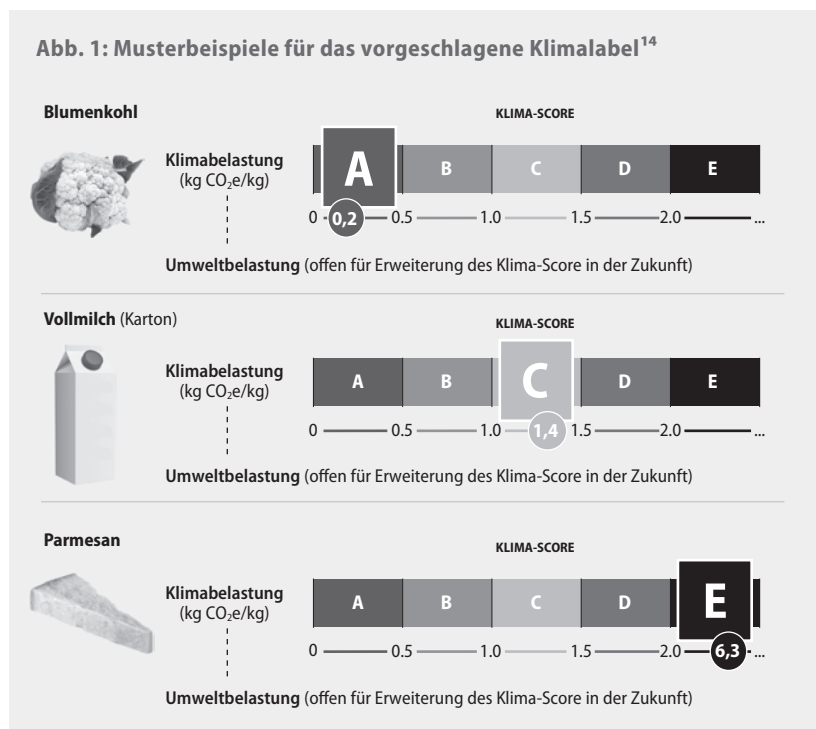 Abb. 1: Musterbeispiele für das vorgeschlagene Klimalabel¹⁴
Blumenkohl
KLIMA-SCORE
Klimabelastung
(kg CO₂e/kg)
A B C D E
0 0,2 0.5 1.0 1.5 2.0 ...
Umweltbelastung (offen für Erweiterung des Klima-Score in der Zukunft)
Vollmilch (Karton)
KLIMA-SCORE
Klimabelastung
(kg CO₂e/kg)
A B C D E
0 0.5 1.0 1,4 1.5 2.0 ...
Umweltbelastung (offen für Erweiterung des Klima-Score in der Zukunft)
Parmesan
KLIMA-SCORE
Klimabelastung
(kg CO₂e/kg)
A B C D E
0 0.5 1.0 1.5 2.0 6,3 ...
Umweltbelastung (offen für Erweiterung des Klima-Score in der Zukunft)